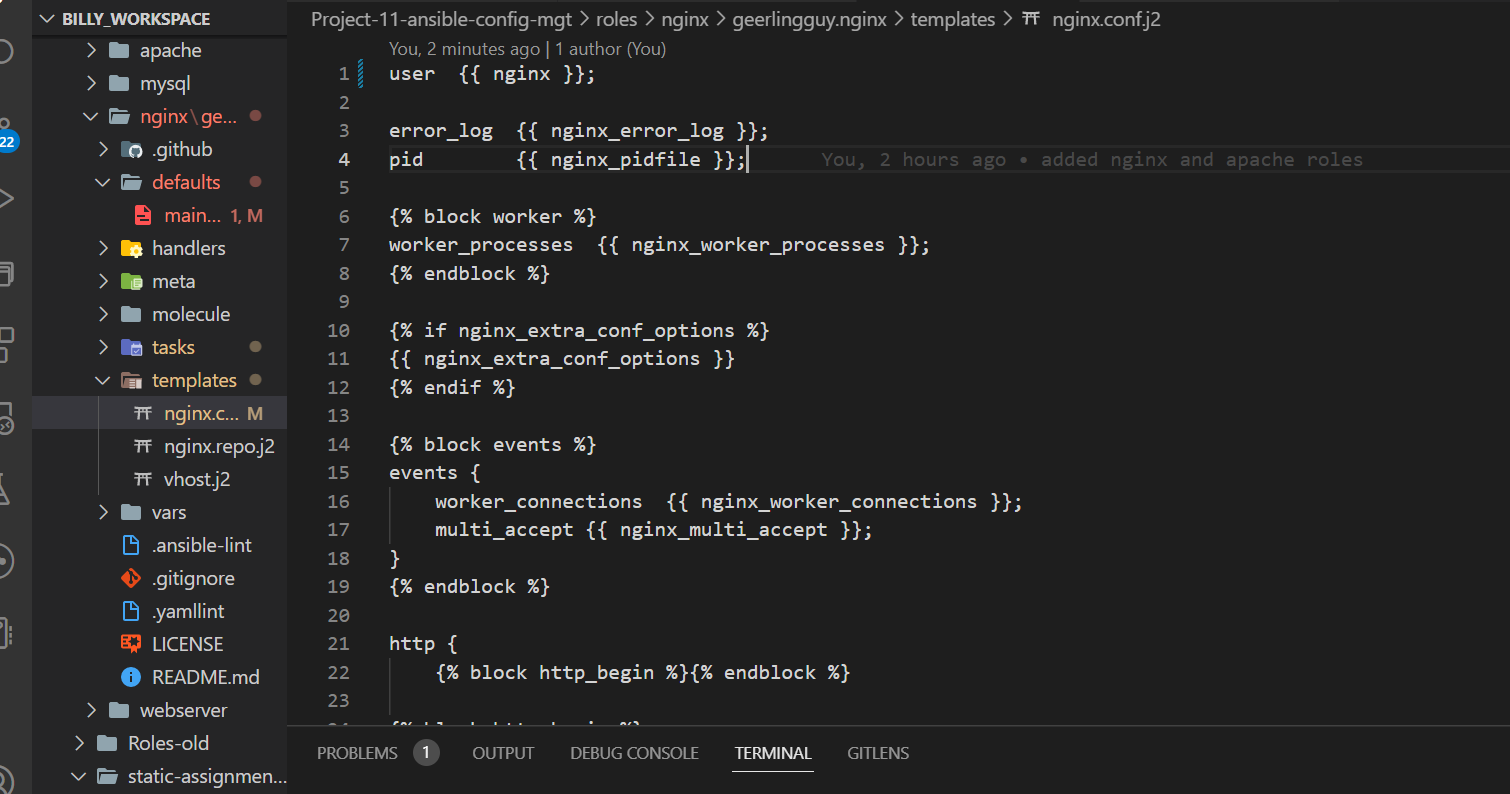 BILLY_WORKSPACE
apache
mysql
nginx\ge...
.github
defaults
main... 1, M
handlers
meta
molecule
tasks
templates
nginx.c... M
nginx.repo.j2
vhost.j2
vars
.ansible-lint
.gitignore
.yamllint
LICENSE
README.md
webserver
Roles-old
static-assignmen...
22
Project-11-ansible-config-mgt > roles > nginx > geerlingguy.nginx > templates > nginx.conf.j2
You, 2 minutes ago | 1 author (You)
1 user  {{ nginx }};
2
3 error_log  {{ nginx_error_log }};
4 pid        {{ nginx_pidfile }}; You, 2 hours ago • added nginx and apache roles
5
6 {% block worker %}
7 worker_processes  {{ nginx_worker_processes }};
8 {% endblock %}
9
10 {% if nginx_extra_conf_options %}
11 {{ nginx_extra_conf_options }}
12 {% endif %}
13
14 {% block events %}
15 events {
16     worker_connections  {{ nginx_worker_connections }};
17     multi_accept {{ nginx_multi_accept }};
18 }
19 {% endblock %}
20
21 http {
22     {% block http_begin %}{% endblock %}
23
PROBLEMS 1 OUTPUT DEBUG CONSOLE TERMINAL GITLENS